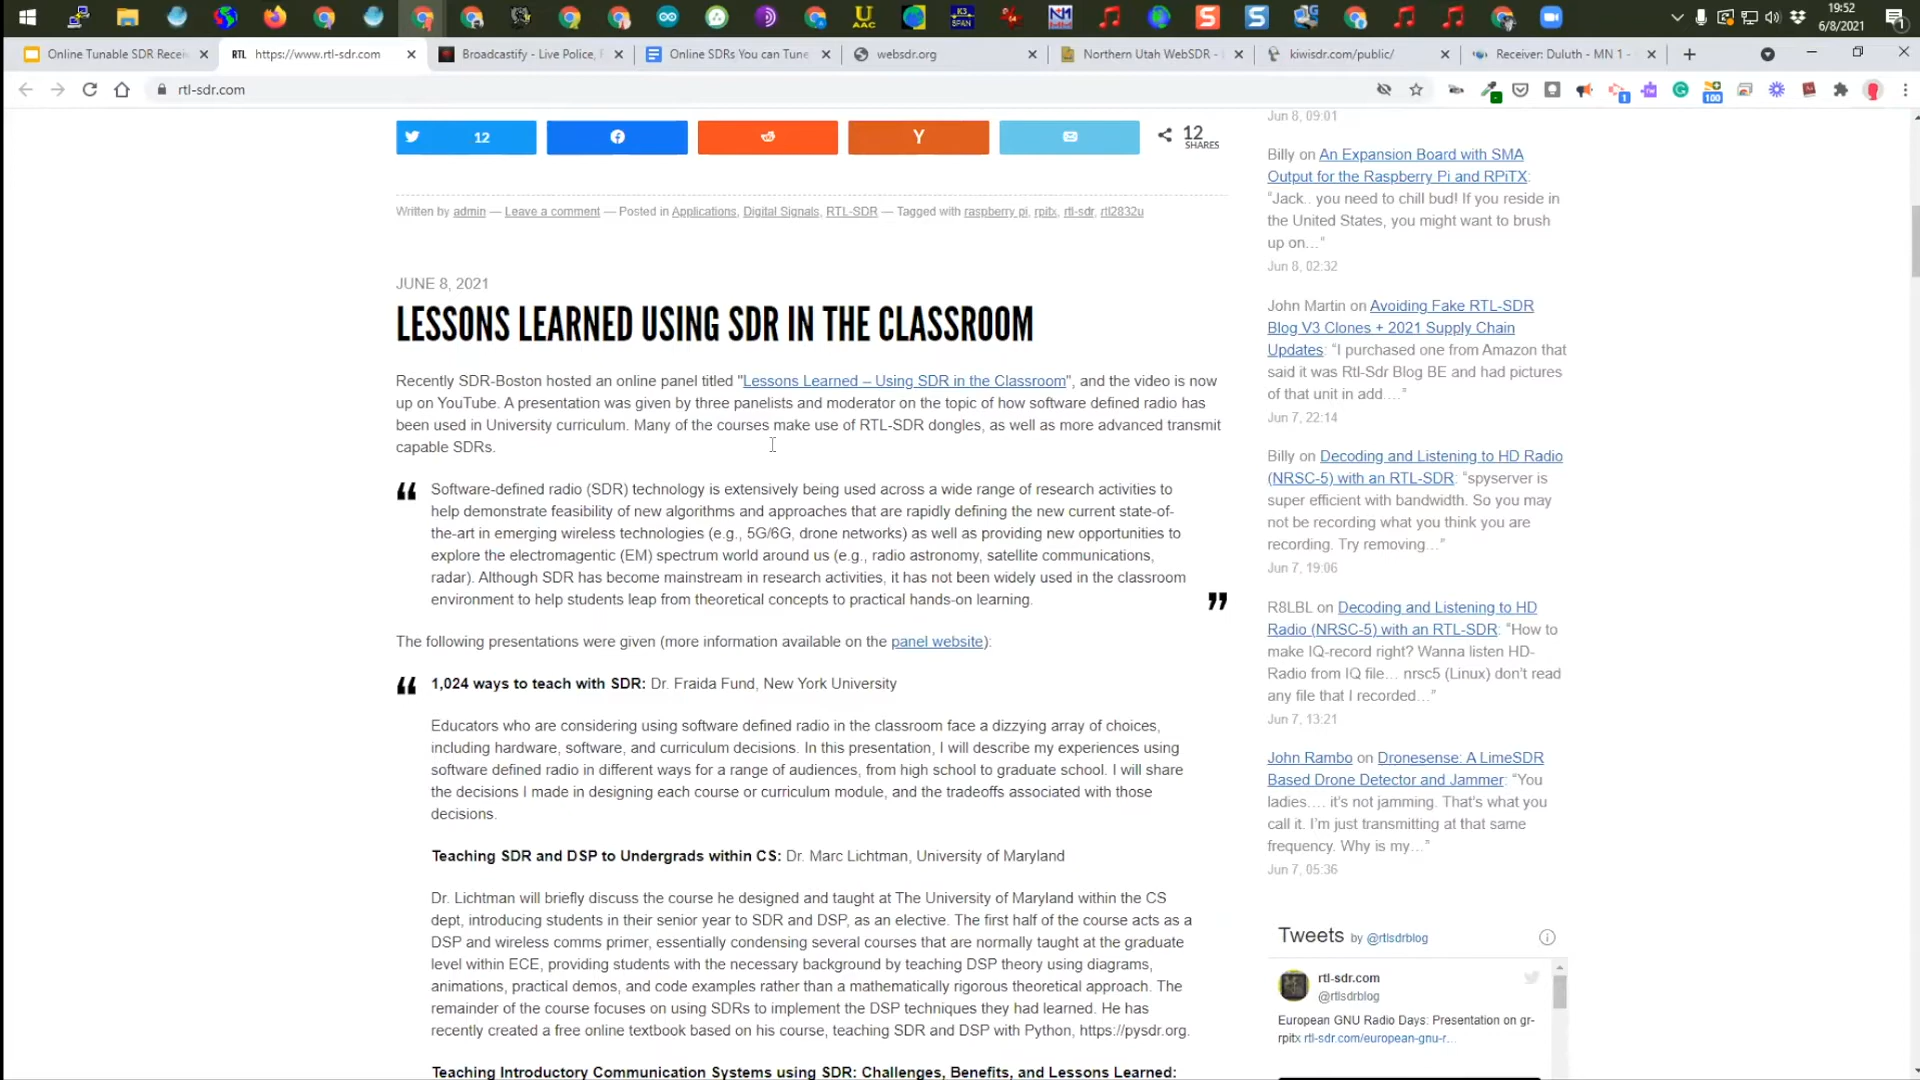 19:52
6/8/2021
Online Tunable SDR Recei
RTL https://www.rtl-sdr.com
Broadcastify - Live Police, F
Online SDRs You can Tune
websdr.org
Northern Utah WebSDR -
kiwisdr.com/public/
Receiver: Duluth - MN 1 -
rtl-sdr.com
12
12
SHARES
Written by admin — Leave a comment — Posted in Applications, Digital Signals, RTL-SDR — Tagged with raspberry pi, rpitx, rtl-sdr, rtl2832u
JUNE 8, 2021
LESSONS LEARNED USING SDR IN THE CLASSROOM
Recently SDR-Boston hosted an online panel titled "Lessons Learned – Using SDR in the Classroom", and the video is now
up on YouTube. A presentation was given by three panelists and moderator on the topic of how software defined radio has
been used in University curriculum. Many of the courses make use of RTL-SDR dongles, as well as more advanced transmit
capable SDRs.
“ Software-defined radio (SDR) technology is extensively being used across a wide range of research activities to
help demonstrate feasibility of new algorithms and approaches that are rapidly defining the new current state-of-
the-art in emerging wireless technologies (e.g., 5G/6G, drone networks) as well as providing new opportunities to
explore the electromagentic (EM) spectrum world around us (e.g., radio astronomy, satellite communications,
radar). Although SDR has become mainstream in research activities, it has not been widely used in the classroom
environment to help students leap from theoretical concepts to practical hands-on learning. ”
The following presentations were given (more information available on the panel website):
“ 1,024 ways to teach with SDR: Dr. Fraida Fund, New York University
Educators who are considering using software defined radio in the classroom face a dizzying array of choices,
including hardware, software, and curriculum decisions. In this presentation, I will describe my experiences using
software defined radio in different ways for a range of audiences, from high school to graduate school. I will share
the decisions I made in designing each course or curriculum module, and the tradeoffs associated with those
decisions.
Teaching SDR and DSP to Undergrads within CS: Dr. Marc Lichtman, University of Maryland
Dr. Lichtman will briefly discuss the course he designed and taught at The University of Maryland within the CS
dept, introducing students in their senior year to SDR and DSP, as an elective. The first half of the course acts as a
DSP and wireless comms primer, essentially condensing several courses that are normally taught at the graduate
level within ECE, providing students with the necessary background by teaching DSP theory using diagrams,
animations, practical demos, and code examples rather than a mathematically rigorous theoretical approach. The
remainder of the course focuses on using SDRs to implement the DSP techniques they had learned. He has
recently created a free online textbook based on his course, teaching SDR and DSP with Python, https://pysdr.org.
Teaching Introductory Communication Systems using SDR: Challenges, Benefits, and Lessons Learned:
Jun 8, 09:01
Billy on An Expansion Board with SMA
Output for the Raspberry Pi and RPiTX:
“Jack.. you need to chill bud! If you reside in
the United States, you might want to brush
up on…”
Jun 8, 02:32
John Martin on Avoiding Fake RTL-SDR
Blog V3 Clones + 2021 Supply Chain
Updates: “I purchased one from Amazon that
said it was Rtl-Sdr Blog BE and had pictures
of that unit in add.…”
Jun 7, 22:14
Billy on Decoding and Listening to HD Radio
(NRSC-5) with an RTL-SDR: “spyserver is
super efficient with bandwidth. So you may
not be recording what you think you are
recording. Try removing…”
Jun 7, 19:06
R8LBL on Decoding and Listening to HD
Radio (NRSC-5) with an RTL-SDR: “How to
make IQ-record right? Wanna listen HD-
Radio from IQ file… nrsc5 (Linux) don't read
any file that I recorded…”
Jun 7, 13:21
John Rambo on Dronesense: A LimeSDR
Based Drone Detector and Jammer: “You
ladies…. it's not jamming. That's what you
call it. I'm just transmitting at that same
frequency. Why is my…”
Jun 7, 05:36
Tweets by @rtlsdrblog
rtl-sdr.com
@rtlsdrblog
European GNU Radio Days: Presentation on gr-
rpitx rtl-sdr.com/european-gnu-r…